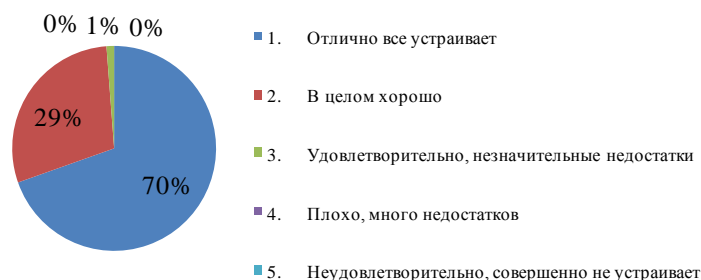 0% 1% 0%
29%
70%
1. Отлично все устраивает
2. В целом хорошо
3. Удовлетворительно, незначительные недостатки
4. Плохо, много недостатков
5. Неудовлетворительно, совершенно не устраивает